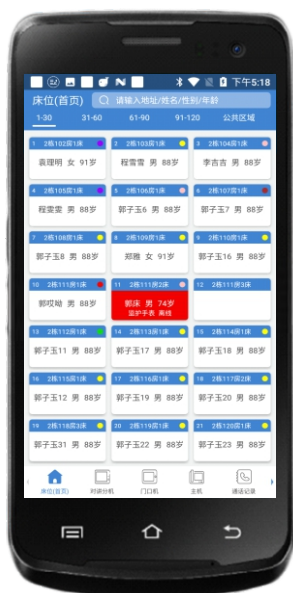 下午5:18
床位(首页) 请输入地址/姓名/性别/年龄
1-30 31-60 61-90 91-120 公共区域
1 2栋102房1床 2 2栋103房1床 3 2栋104房1床
袁理明 女 91岁 程雪雪 男 88岁 李吉吉 男 88岁
4 2栋105房1床 5 2栋106房1床 6 2栋107房1床
程雯雯 男 88岁 郭子玉6 男 88岁 郭子玉7 男 88岁
7 2栋108房1床 8 2栋109房1床 9 2栋110房1床
郭子玉8 男 88岁 郑雅 女 91岁 郭子玉16 男 88岁
10 2栋111房1床 11 2栋111房2床 12 2栋111房3床
郭哎呦 男 88岁 郭床 男 74岁
监护手表 离线
13 2栋112房1床 14 2栋113房1床 15 2栋114房1床
郭子玉11 男 88岁 郭子玉17 男 88岁 郭子玉18 男 88岁
16 2栋115房1床 17 2栋116房1床 18 2栋117房2床
郭子玉12 男 88岁 郭子玉19 男 88岁 郭子玉20 男 88岁
19 2栋118房3床 20 2栋119房1床 21 2栋120房1床
郭子玉31 男 88岁 郭子玉22 男 88岁 郭子玉23 男 88岁
床位(首页) 对讲分机 门口机 主机 通话记录